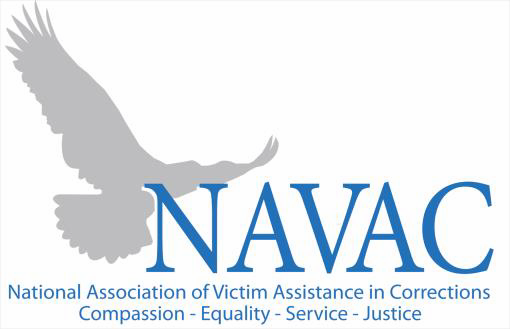 NAVAC
National Association of Victim Assistance in Corrections
Compassion - Equality - Service - Justice